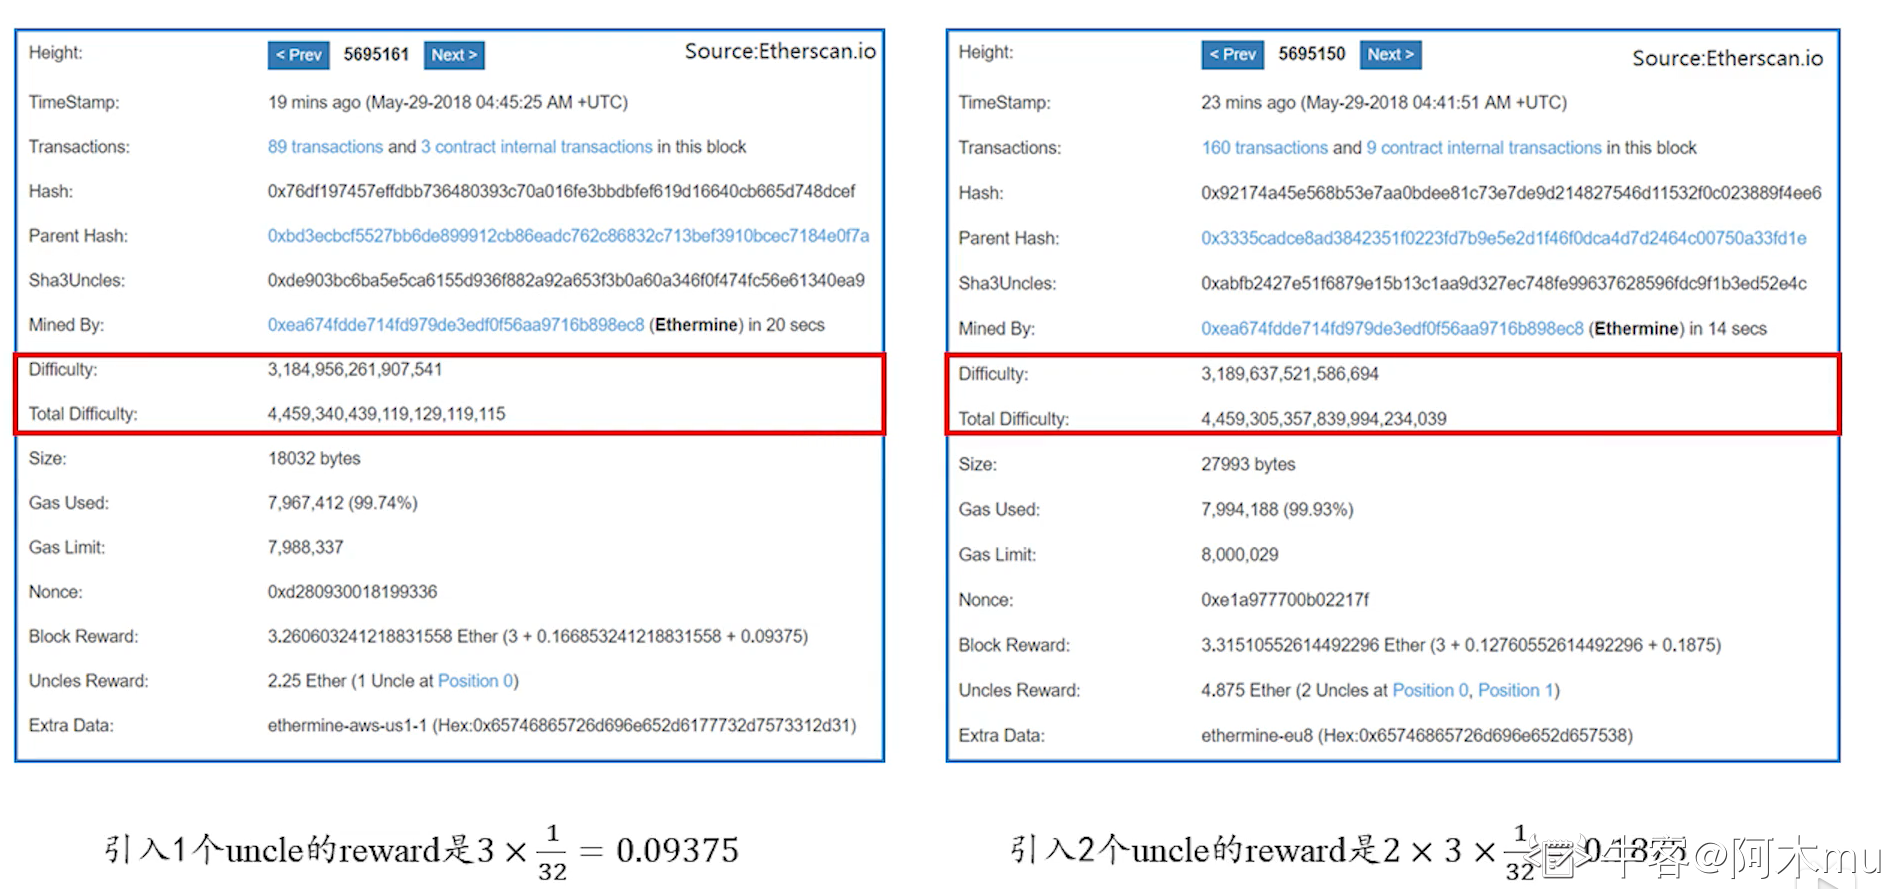 Height: < Prev 5695161 Next > Source:Etherscan.io
TimeStamp: 19 mins ago (May-29-2018 04:45:25 AM +UTC)
Transactions: 89 transactions and 3 contract internal transactions in this block
Hash: 0x76df197457effdbb736480393c70a016fe3bbdbfef619d16640cb665d748dcef
Parent Hash: 0xbd3ecbcf5527bb6de899912cb86eadc762c86832c713bef3910bcec7184e0f7a
Sha3Uncles: 0xde903bc6ba5e5ca6155d936f882a92a653f3b0a60a346f0f474fc56e61340ea9
Mined By: 0xea674fdde714fd979de3edf0f56aa9716b898ec8 (Ethermine) in 20 secs
Difficulty: 3,184,956,261,907,541
Total Difficulty: 4,459,340,439,119,129,119,115
Size: 18032 bytes
Gas Used: 7,967,412 (99.74%)
Gas Limit: 7,988,337
Nonce: 0xd280930018199336
Block Reward: 3.260603241218831558 Ether (3 + 0.166853241218831558 + 0.09375)
Uncles Reward: 2.25 Ether (1 Uncle at Position 0)
Extra Data: ethermine-aws-us1-1 (Hex:0x65746865726d696e652d6177732d7573312d31)
引入1个uncle的reward是3 × 1/32 = 0.09375
Height: < Prev 5695150 Next > Source:Etherscan.io
TimeStamp: 23 mins ago (May-29-2018 04:41:51 AM +UTC)
Transactions: 160 transactions and 9 contract internal transactions in this block
Hash: 0x92174a45e568b53e7aa0bdee81c73e7de9d214827546d11532f0c023889f4ee6
Parent Hash: 0x3335cadce8ad3842351f0223fd7b9e5e2d1f46f0dca4d7d2464c00750a33fd1e
Sha3Uncles: 0xabfb2427e51f6879e15b13c1aa9d327ec748fe99637628596fdc9f1b3ed52e4c
Mined By: 0xea674fdde714fd979de3edf0f56aa9716b898ec8 (Ethermine) in 14 secs
Difficulty: 3,189,637,521,586,694
Total Difficulty: 4,459,305,357,839,994,234,039
Size: 27993 bytes
Gas Used: 7,994,188 (99.93%)
Gas Limit: 8,000,029
Nonce: 0xe1a977700b02217f
Block Reward: 3.31510552614492296 Ether (3 + 0.12760552614492296 + 0.1875)
Uncles Reward: 4.875 Ether (2 Uncles at Position 0, Position 1)
Extra Data: ethermine-eu8 (Hex:0x65746865726d696e652d657538)
引入2个uncle的reward是2 × 3 × 1/32 = 0.1875
牛客@阿木mu